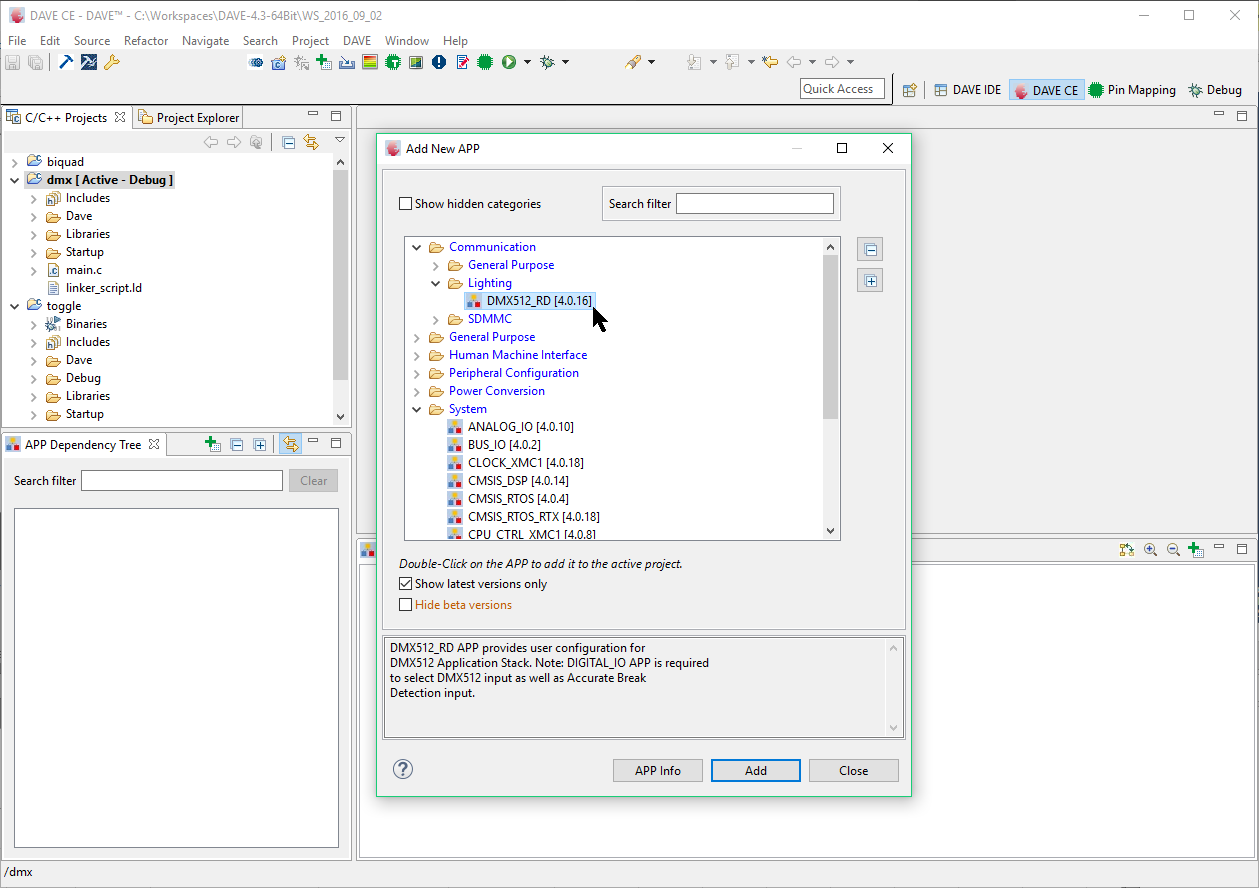 DAVE CE - DAVE™ - C:\Workspaces\DAVE-4.3-64Bit\WS_2016_09_02
File Edit Source Refactor Navigate Search Project DAVE Window Help
Quick Access
DAVE IDE
DAVE CE
Pin Mapping
Debug
C/C++ Projects
Project Explorer
biquad
dmx [ Active - Debug ]
Includes
Dave
Libraries
Startup
main.c
linker_script.ld
toggle
Binaries
Includes
Dave
Debug
Libraries
Startup
APP Dependency Tree
Search filter
Clear
Add New APP
Show hidden categories
Search filter
Communication
General Purpose
Lighting
DMX512_RD [4.0.16]
SDMMC
General Purpose
Human Machine Interface
Peripheral Configuration
Power Conversion
System
ANALOG_IO [4.0.10]
BUS_IO [4.0.2]
CLOCK_XMC1 [4.0.18]
CMSIS_DSP [4.0.14]
CMSIS_RTOS [4.0.4]
CMSIS_RTOS_RTX [4.0.18]
CPU_CTRL_XMC1 [4.0.8]
Double-Click on the APP to add it to the active project.
Show latest versions only
Hide beta versions
DMX512_RD APP provides user configuration for
DMX512 Application Stack. Note: DIGITAL_IO APP is required
to select DMX512 input as well as Accurate Break
Detection input.
?
APP Info
Add
Close
/dmx